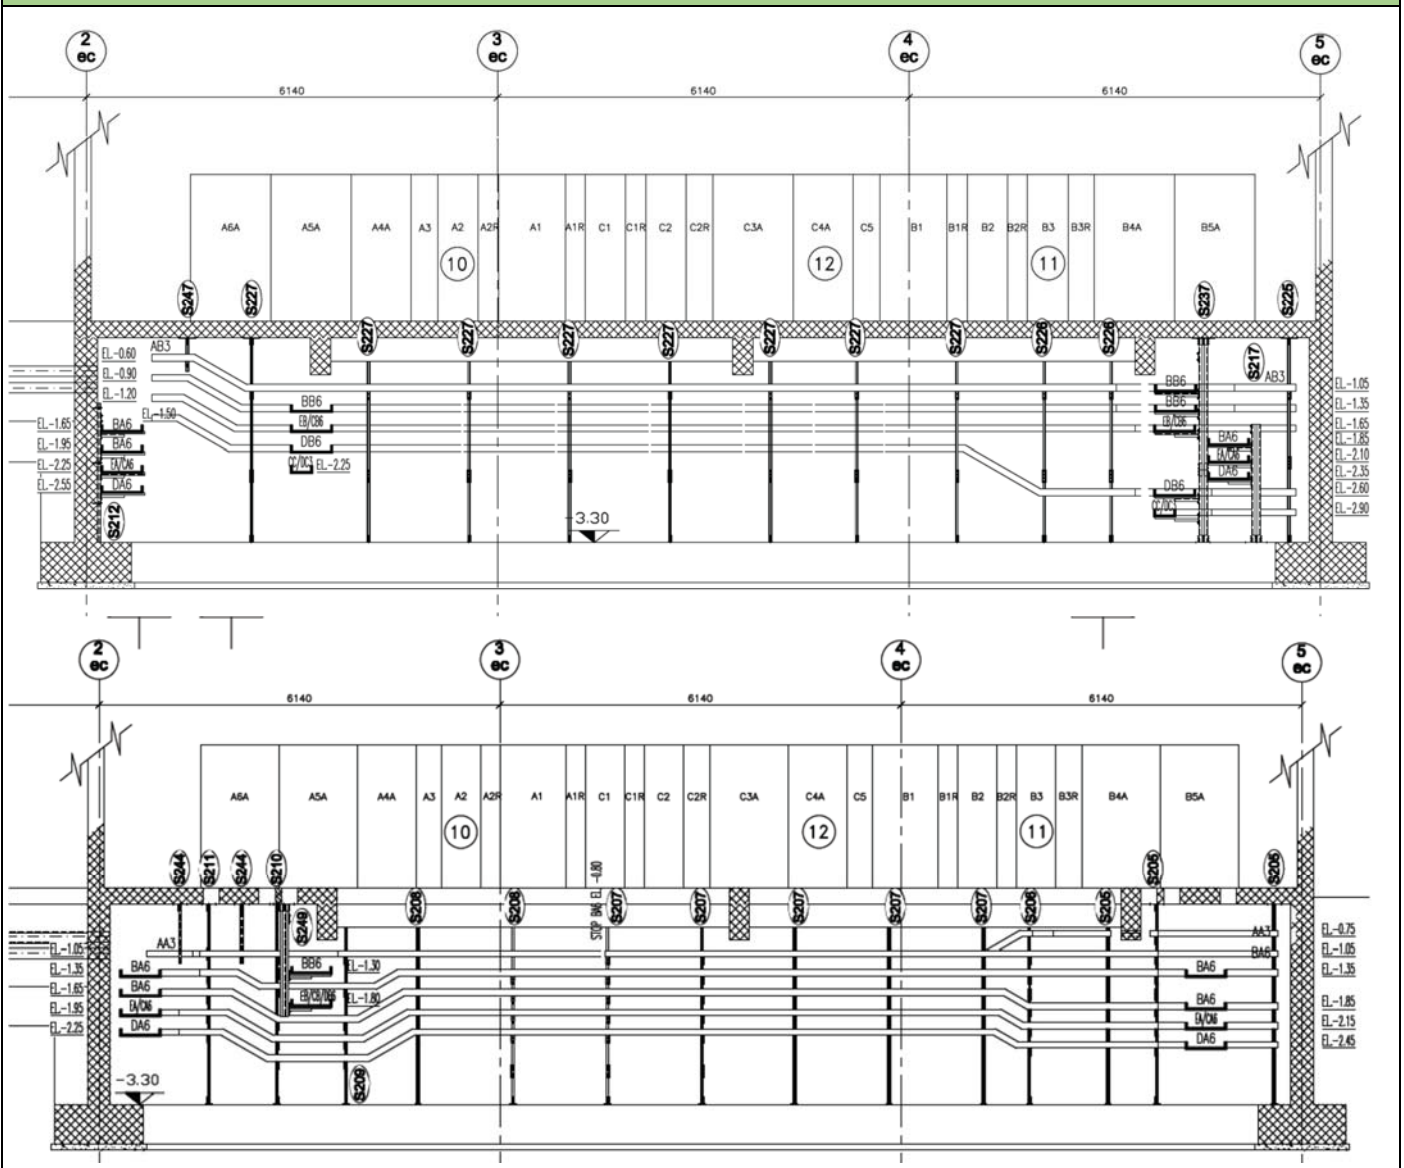 2
ec
3
ec
4
ec
5
ec
6140 6140 6140
A6A A5A A4A A3 A2 A2R A1 A1R C1 C1R C2 C2R C3A C4A C5 B1 B1R B2 B2R B3 B3R B4A B5A
10 12 11
S247 S227 S237 S225
S227 S227 S227 S227 S227 S227 S227 S226 S226 S217
AB3 AB3
EL-0.60
EL-0.90
EL-1.20
EL-1.50
EL-1.65 BA6
EL-1.95 BA6
EL-2.25 EA/CA6
EL-2.55 DA6
S212
BB6
EB/CB6
DB6
CC/DC3 EL-2.25
-3.30
BB6
BB6
EB/CB6
BA6
EA/CA6
DA6
DB6
EL-1.05
EL-1.35
EL-1.65
EL-1.85
EL-2.10
EL-2.35
EL-2.60
EL-2.90
2
ec
3
ec
4
ec
5
ec
6140 6140 6140
A6A A5A A4A A3 A2 A2R A1 A1R C1 C1R C2 C2R C3A C4A C5 B1 B1R B2 B2R B3 B3R B4A B5A
10 12 11
S244 S211 S244 S210 S205 S205
STOP BA6 EL -0.80
S249 S208 S208 S207 S207 S207 S207 S207 S206 S205
AA3 AA3
EL-1.05
EL-1.35 BA6
EL-1.65 BA6
EL-1.95 EA/CA6
EL-2.25 DA6
BB6 EL-1.30
EB/CB/DB6 EL-1.80
S209
-3.30
BA6
BA6
BA6
EA/CA6
DA6
EL-0.75
EL-1.05
EL-1.35
EL-1.85
EL-2.15
EL-2.45